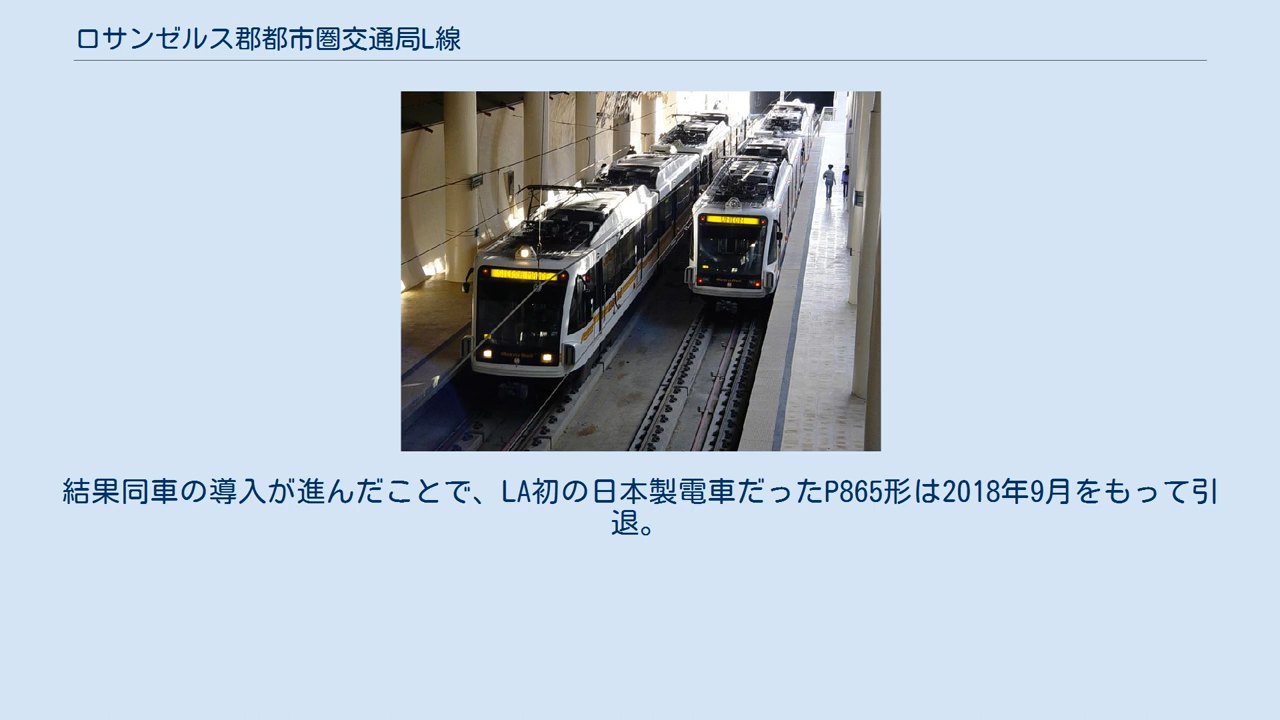 ロサンゼルス郡都市圏交通局L線
結果同車の導入が進んだことで、LA初の日本製電車だったP865形は2018年9月をもって引
退。